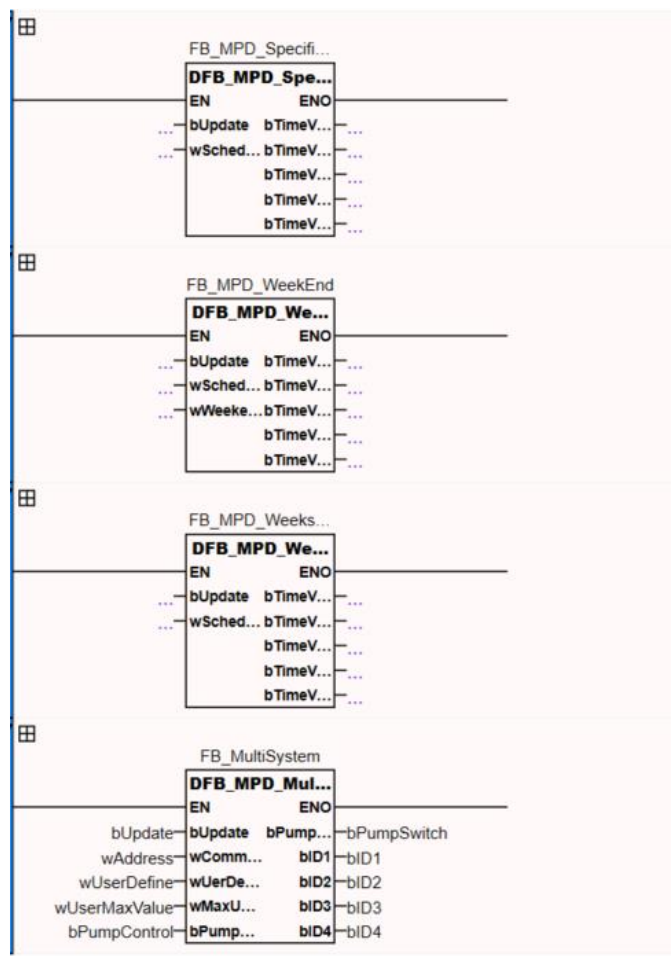 FB_MPD_Specifi...
DFB_MPD_Spe...
EN ENO
... bUpdate bTimeV... ...
... wSched... bTimeV... ...
bTimeV... ...
bTimeV... ...
bTimeV... ...
FB_MPD_WeekEnd
DFB_MPD_We...
EN ENO
... bUpdate bTimeV... ...
... wSched... bTimeV... ...
... wWeeke... bTimeV... ...
bTimeV... ...
bTimeV... ...
FB_MPD_Weeks...
DFB_MPD_We...
EN ENO
... bUpdate bTimeV... ...
... wSched... bTimeV... ...
bTimeV... ...
bTimeV... ...
bTimeV... ...
FB_MultiSystem
DFB_MPD_Mul...
EN ENO
bUpdate bUpdate bPump... bPumpSwitch
wAddress wComm... bID1 bID1
wUserDefine wUerDe... bID2 bID2
wUserMaxValue wMaxU... bID3 bID3
bPumpControl bPump... bID4 bID4